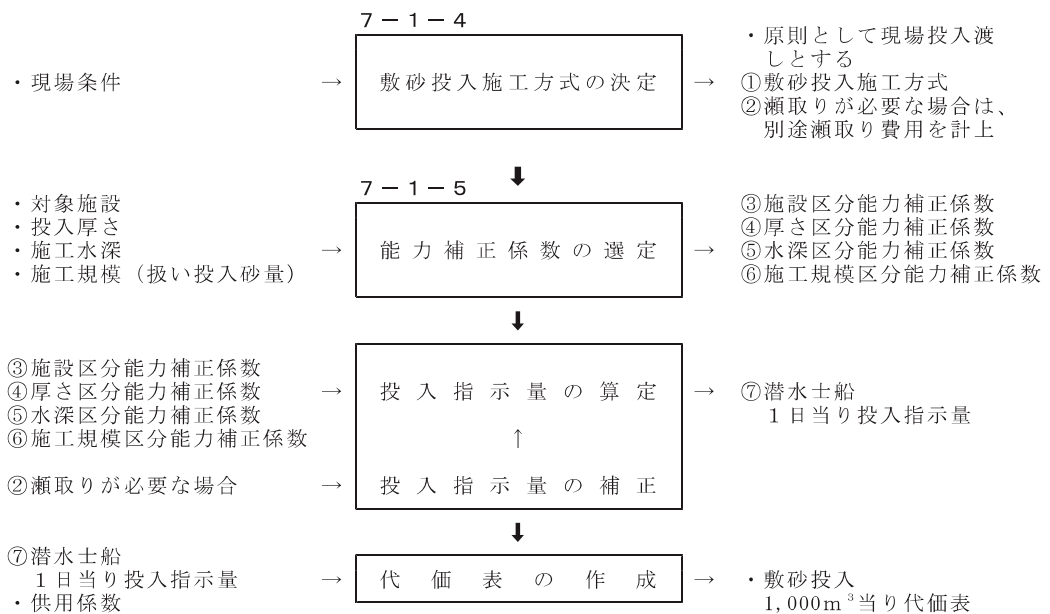 ７－１－４
・現場条件
→
敷砂投入施工方式の決定
→
・原則として現場投入渡
しとする
①敷砂投入施工方式
②瀬取りが必要な場合は、
別途瀬取り費用を計上
⬇
７－１－５
・対象施設
・投入厚さ
・施工水深
・施工規模（扱い投入砂量）
→
能力補正係数の選定
→
③施設区分能力補正係数
④厚さ区分能力補正係数
⑤水深区分能力補正係数
⑥施工規模区分能力補正係数
⬇
③施設区分能力補正係数
④厚さ区分能力補正係数
⑤水深区分能力補正係数
⑥施工規模区分能力補正係数
→
投入指示量の算定
→
⑦潜水士船
１日当り投入指示量
↑
②瀬取りが必要な場合
→
投入指示量の補正
⬇
⑦潜水士船
１日当り投入指示量
・供用係数
→
代価表の作成
→
・敷砂投入
1,000m³当り代価表